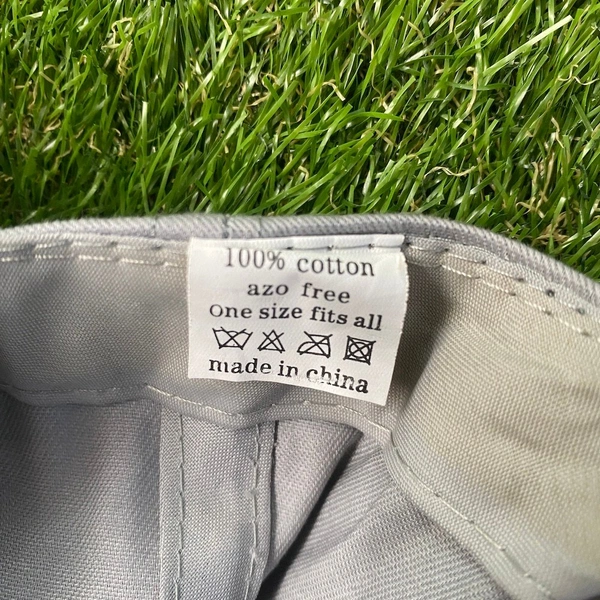 100% cotton
azo free
One size fits all
made in china